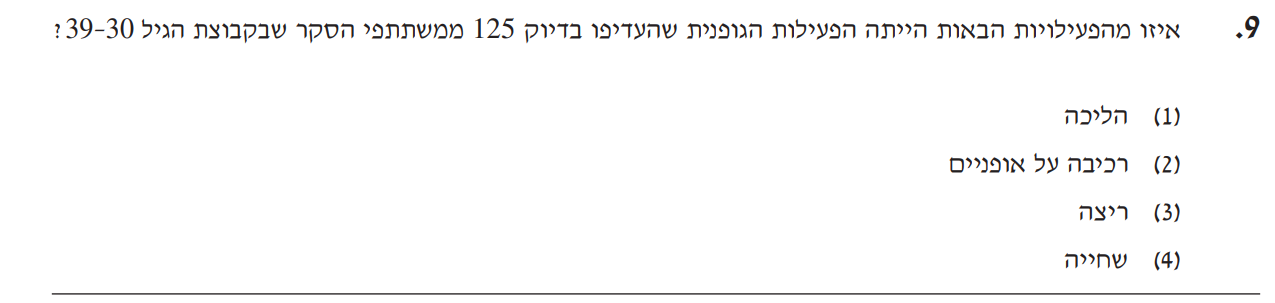 9. איזו מהפעילויות הבאות הייתה הפעילות הגופנית שהעדיפו בדיוק 125 ממשתתפי הסקר שבקבוצת הגיל 39-30?
(1) הליכה
(2) רכיבה על אופניים
(3) ריצה
(4) שחייה